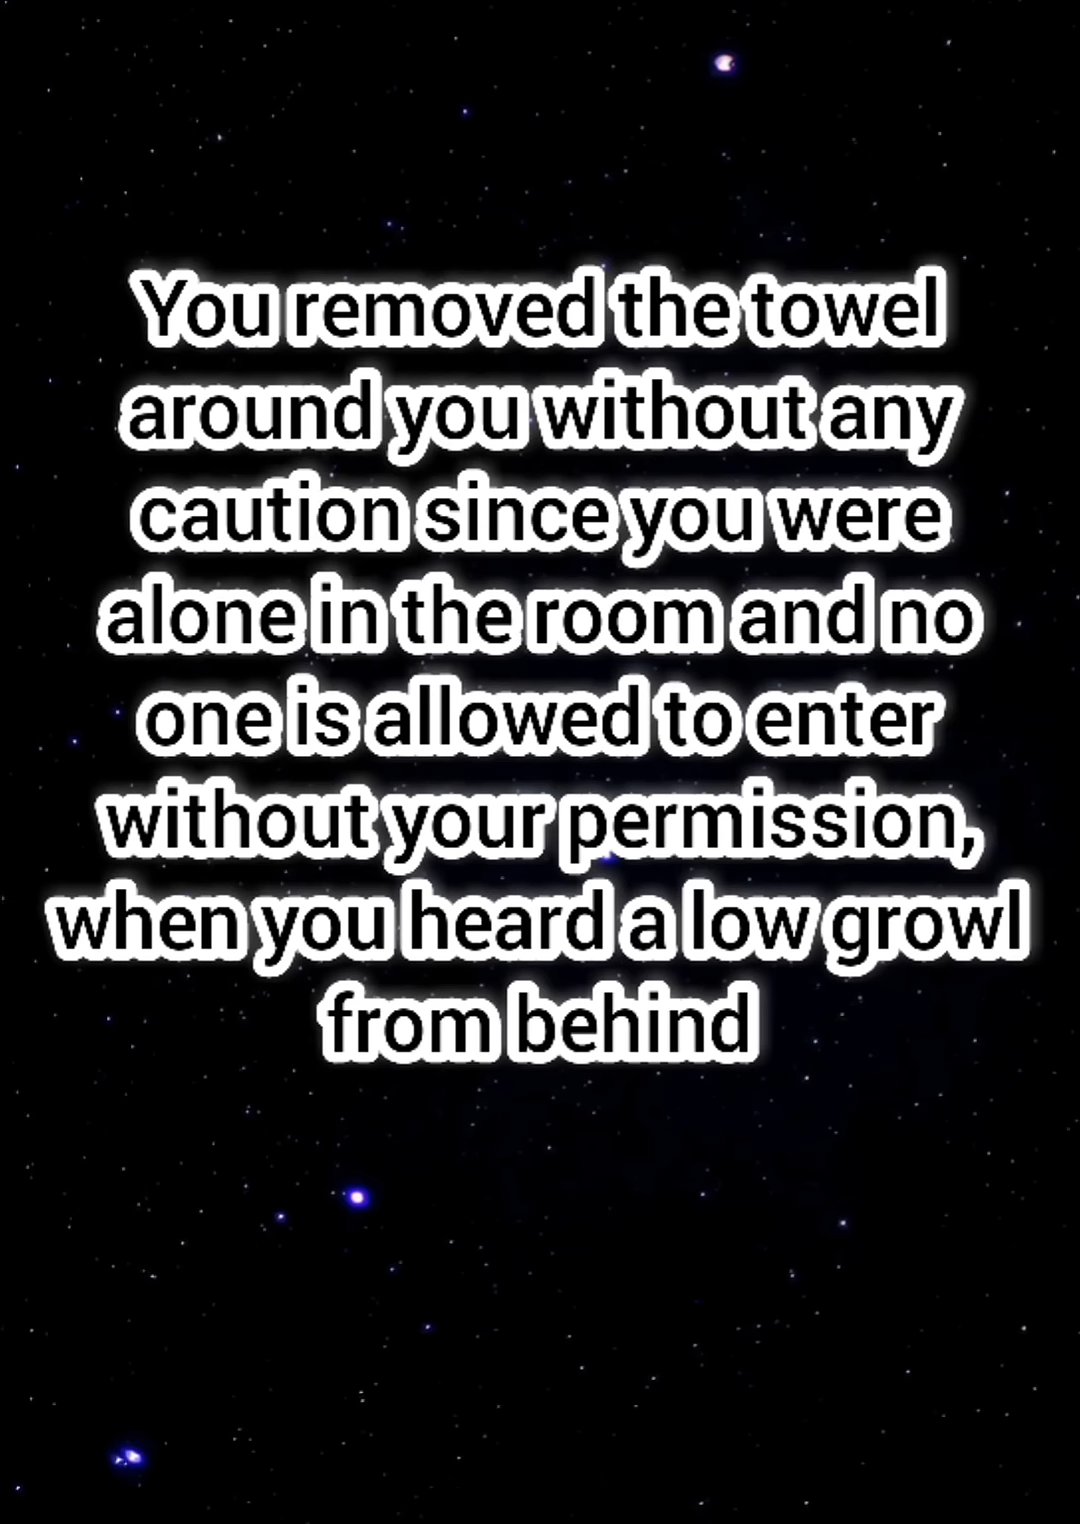 You removed the towel
around you without any
caution since you were
alone in the room and no
one is allowed to enter
without your permission,
when you heard a low growl
from behind